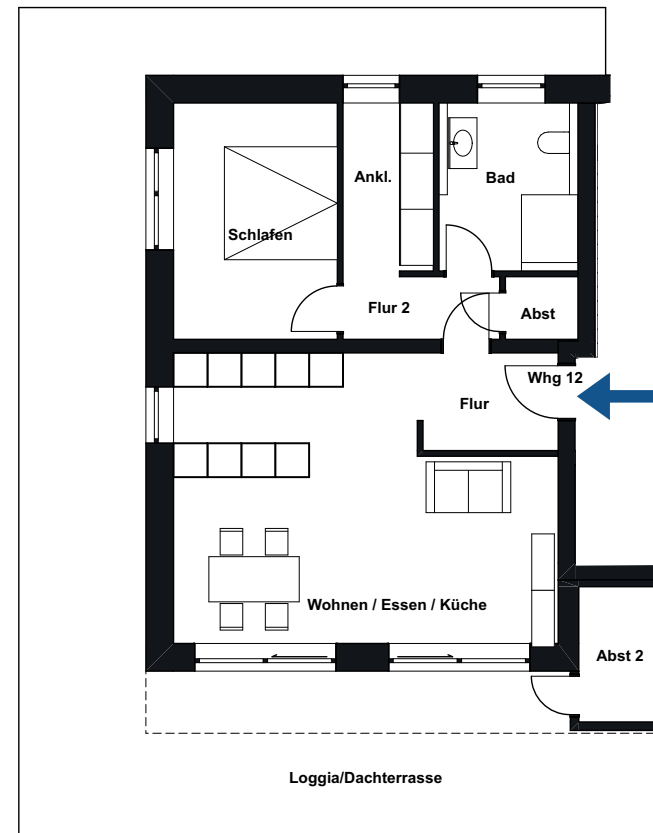 Ankl.
Bad
Schlafen
Flur 2
Abst
Whg 12
Flur
Wohnen / Essen / Küche
Abst 2
Loggia/Dachterrasse